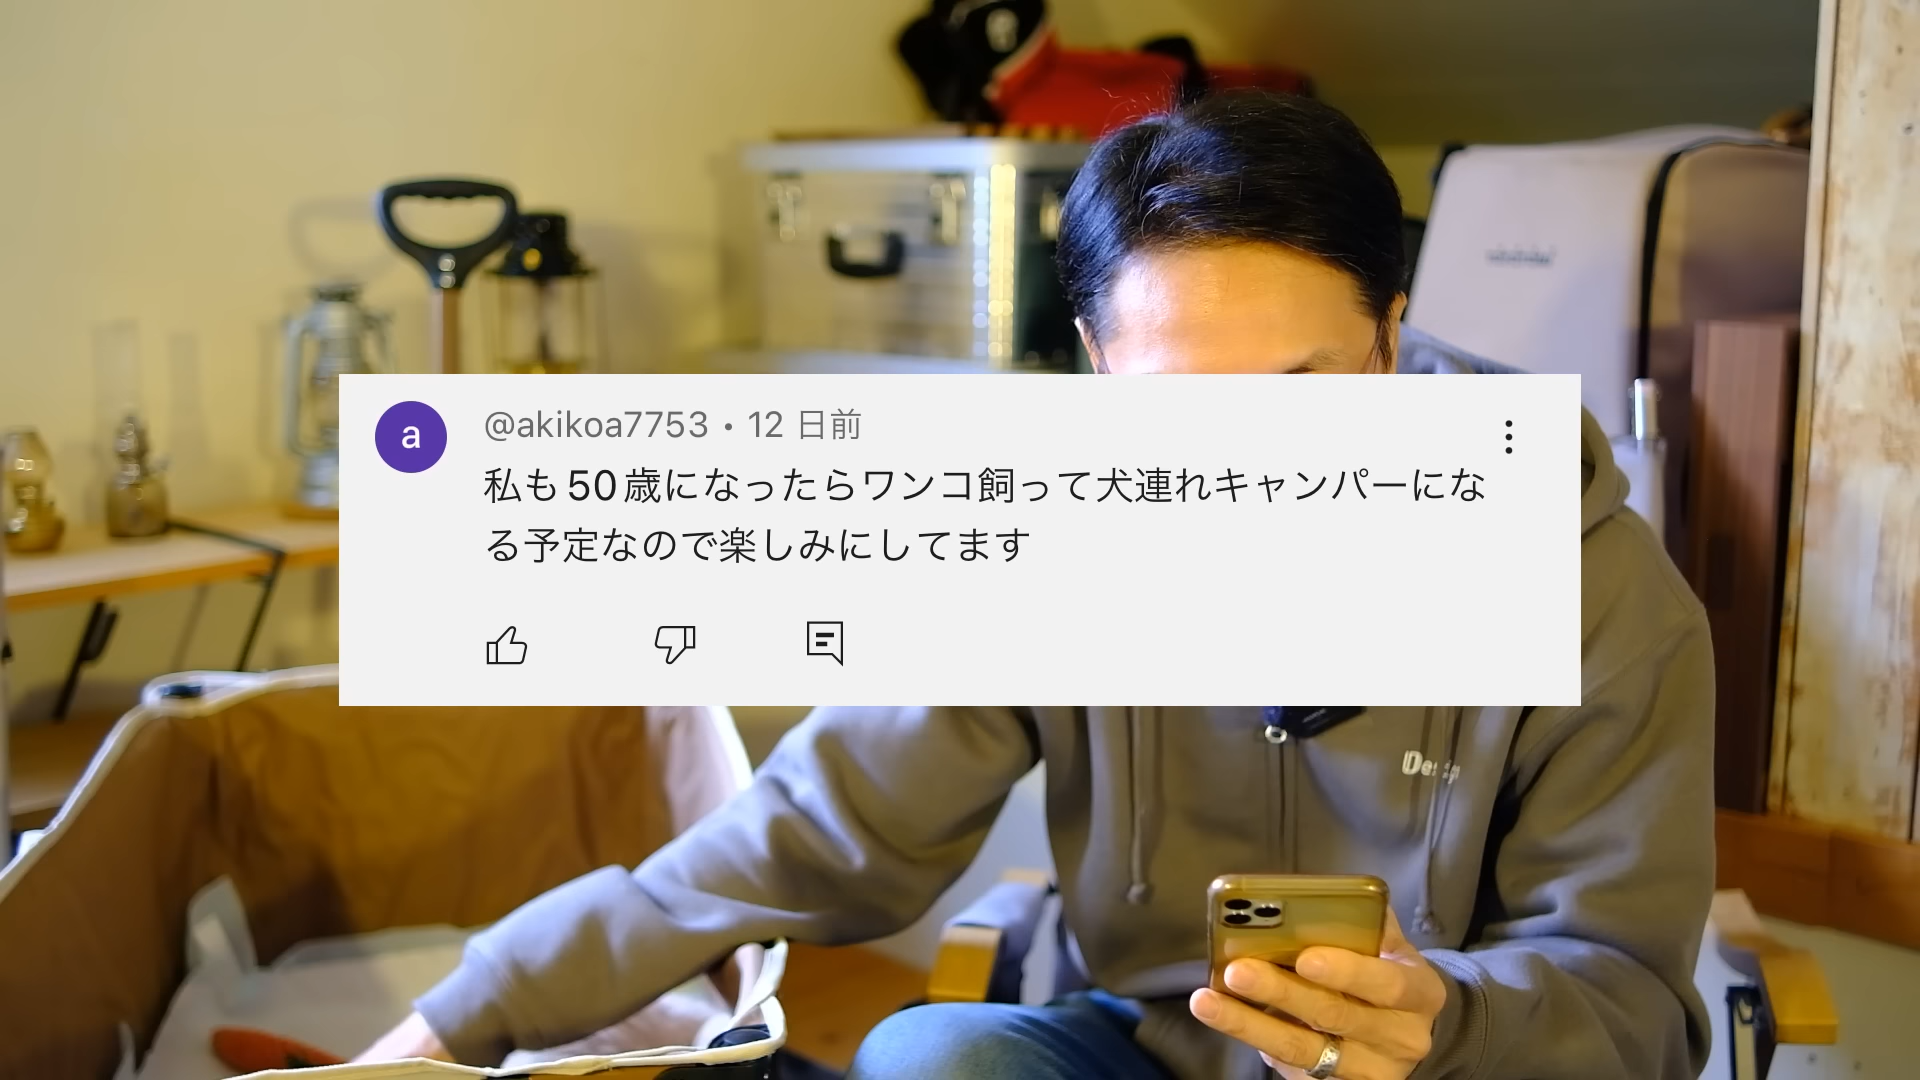 a
@akikoa7753・12 日前
私も50歳になったらワンコ飼って犬連れキャンパーにな
る予定なので楽しみにしてます